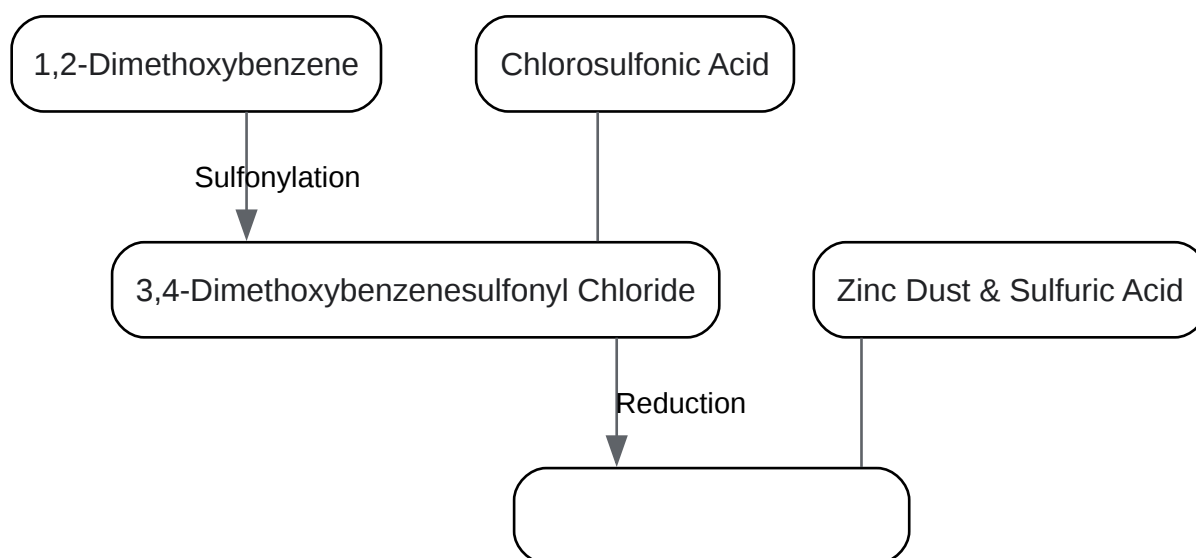 1,2-Dimethoxybenzene
Chlorosulfonic Acid
Sulfonylation
3,4-Dimethoxybenzenesulfonyl Chloride
Zinc Dust & Sulfuric Acid
Reduction